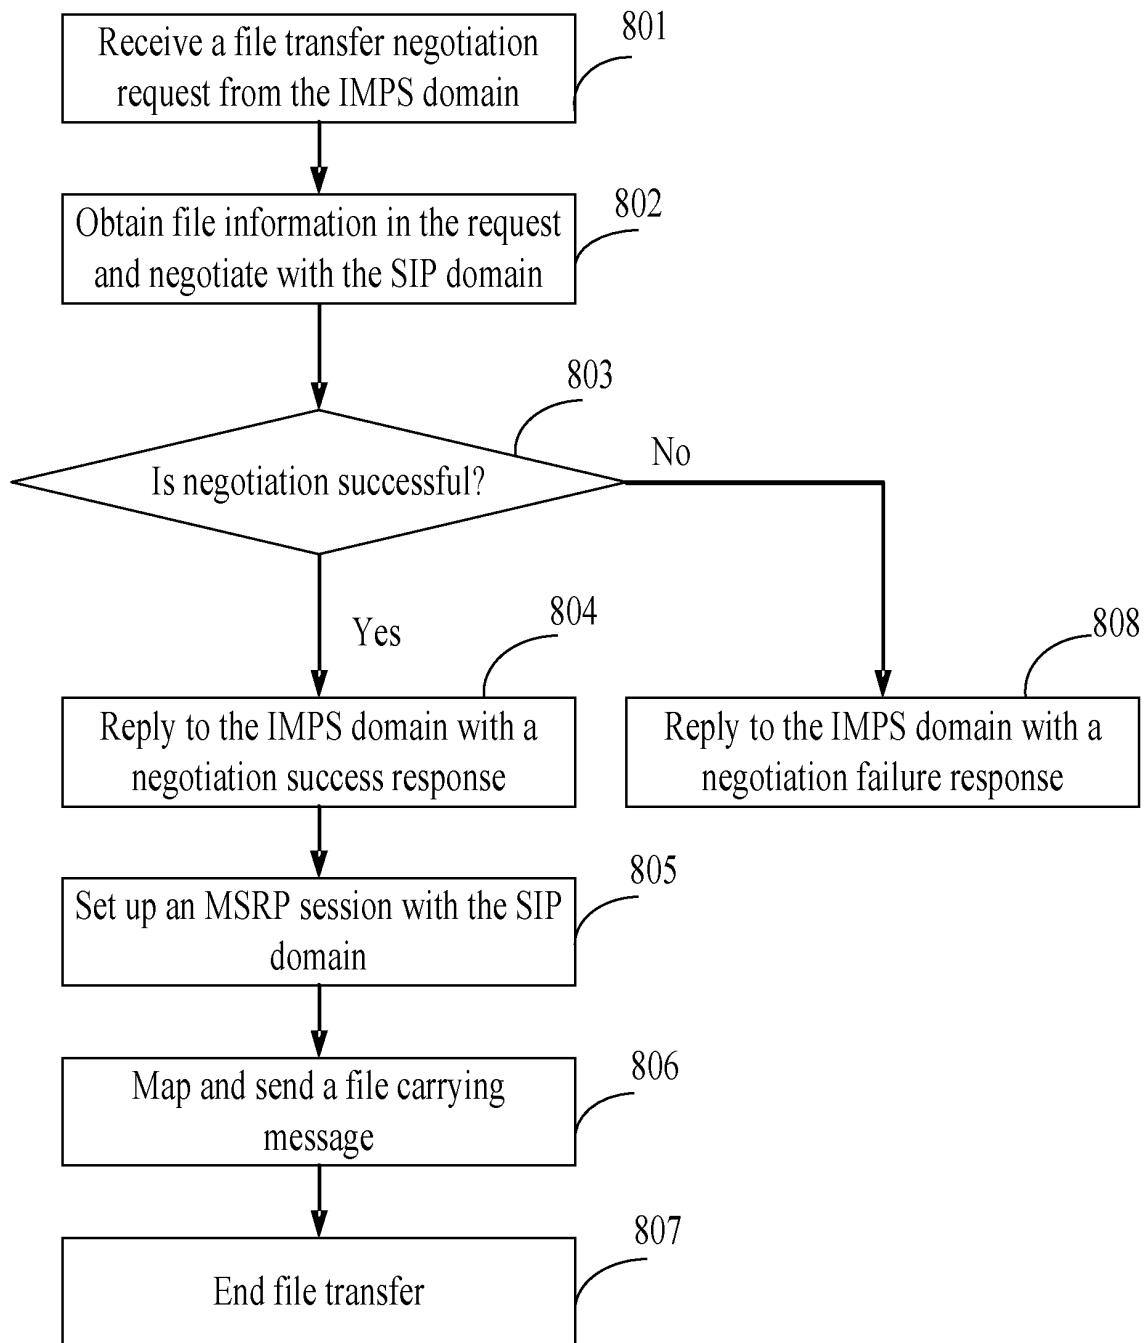 Receive a file transfer negotiation
request from the IMPS domain
801
Obtain file information in the request
and negotiate with the SIP domain
802
803
Is negotiation successful?
No
Yes
804
808
Reply to the IMPS domain with a
negotiation success response
Reply to the IMPS domain with a
negotiation failure response
805
Set up an MSRP session with the SIP
domain
806
Map and send a file carrying
message
807
End file transfer